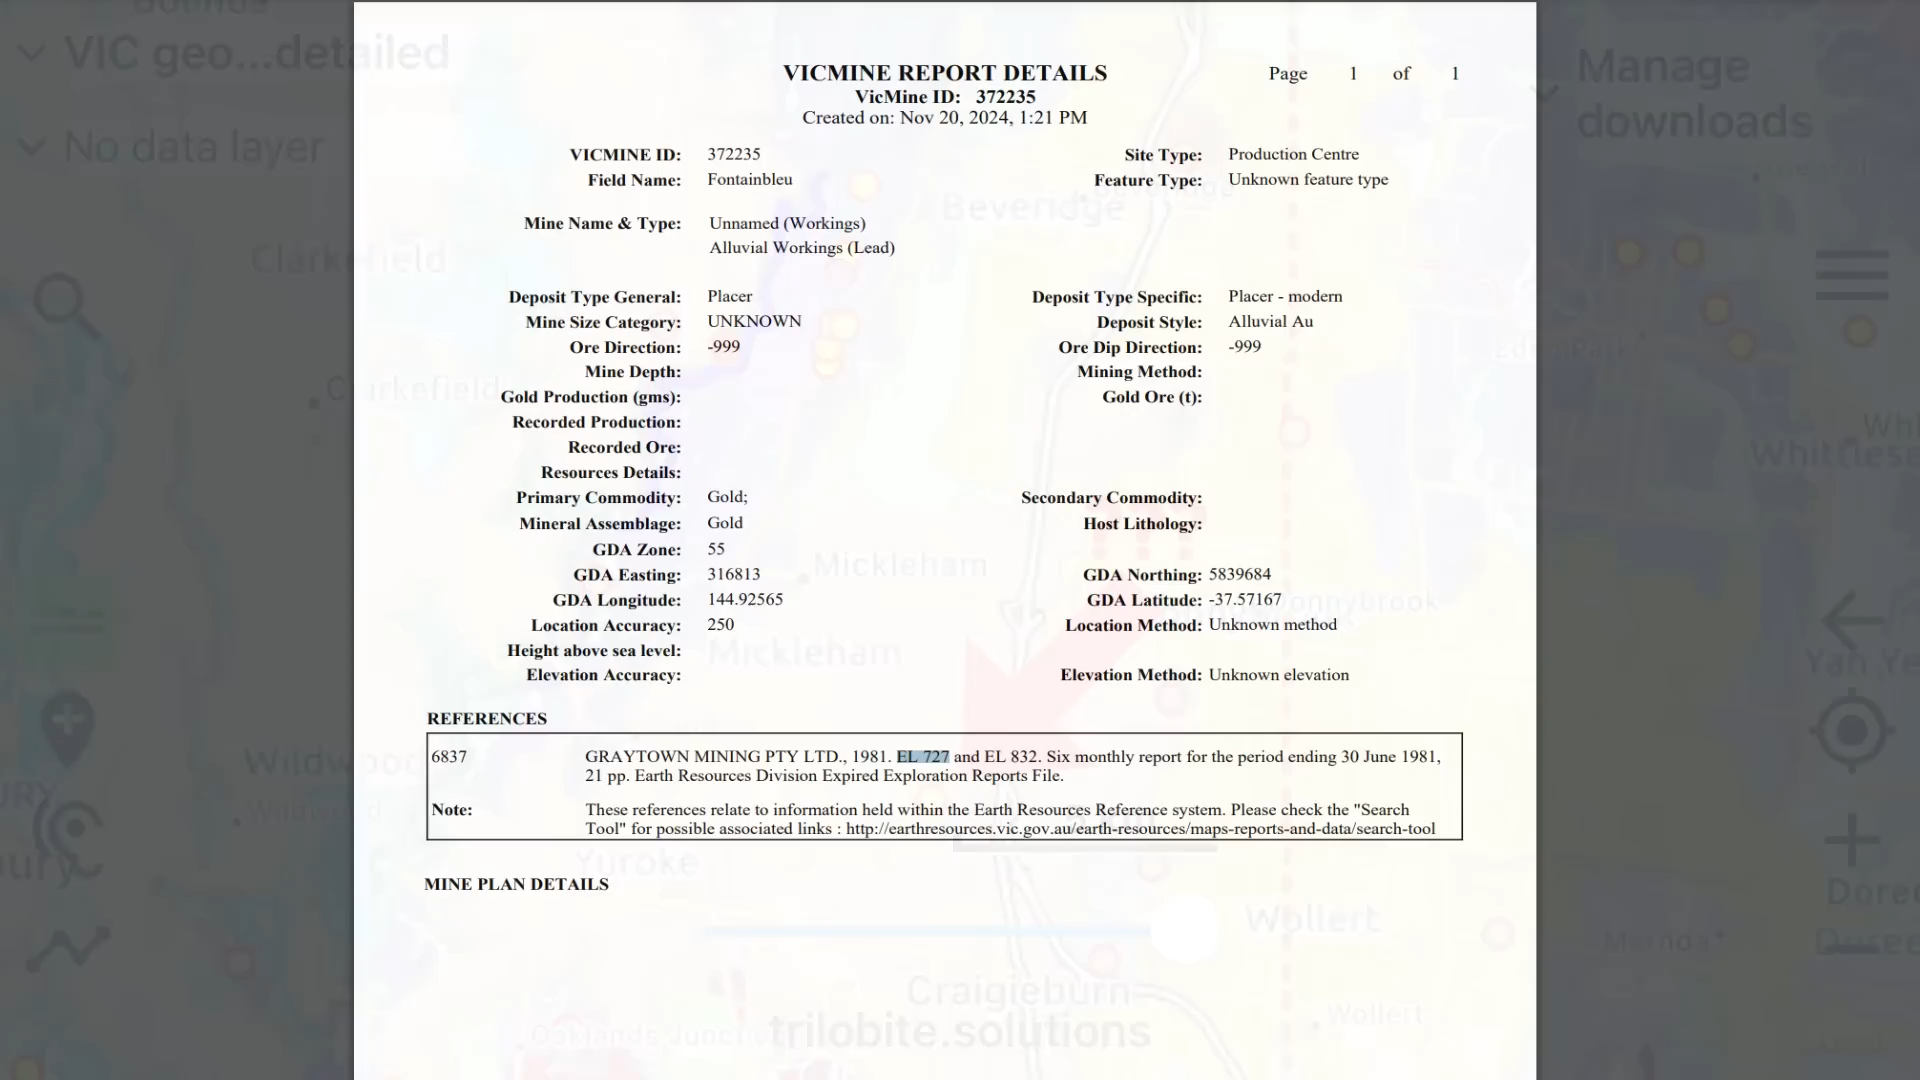 VICMINE REPORT DETAILS
Page 1 of 1
VicMine ID: 372235
Created on: Nov 20, 2024, 1:21 PM
VICMINE ID: 372235 Site Type: Production Centre
Field Name: Fontainbleu Feature Type: Unknown feature type
Mine Name & Type: Unnamed (Workings)
Alluvial Workings (Lead)
Deposit Type General: Placer Deposit Type Specific: Placer - modern
Mine Size Category: UNKNOWN Deposit Style: Alluvial Au
Ore Direction: -999 Ore Dip Direction: -999
Mine Depth: Mining Method:
Gold Production (gms): Gold Ore (t):
Recorded Production:
Recorded Ore:
Resources Details:
Primary Commodity: Gold; Secondary Commodity:
Mineral Assemblage: Gold Host Lithology:
GDA Zone: 55
GDA Easting: 316813 GDA Northing: 5839684
GDA Longitude: 144.92565 GDA Latitude: -37.57167
Location Accuracy: 250 Location Method: Unknown method
Height above sea level:
Elevation Accuracy: Elevation Method: Unknown elevation
REFERENCES
6837 GRAYTOWN MINING PTY LTD., 1981. EL 727 and EL 832. Six monthly report for the period ending 30 June 1981,
21 pp. Earth Resources Division Expired Exploration Reports File.
Note: These references relate to information held within the Earth Resources Reference system. Please check the "Search
Tool" for possible associated links : http://earthresources.vic.gov.au/earth-resources/maps-reports-and-data/search-tool
MINE PLAN DETAILS
VIC geo...detailed
No data layer
Manage
downloads
Clarkefield
Clarkefield
Beveridge
Mickleham
Mickleham
Donnybrook
Yuroke
Wollert
Wollert
Craigieburn
trilobite.solutions
Mernda